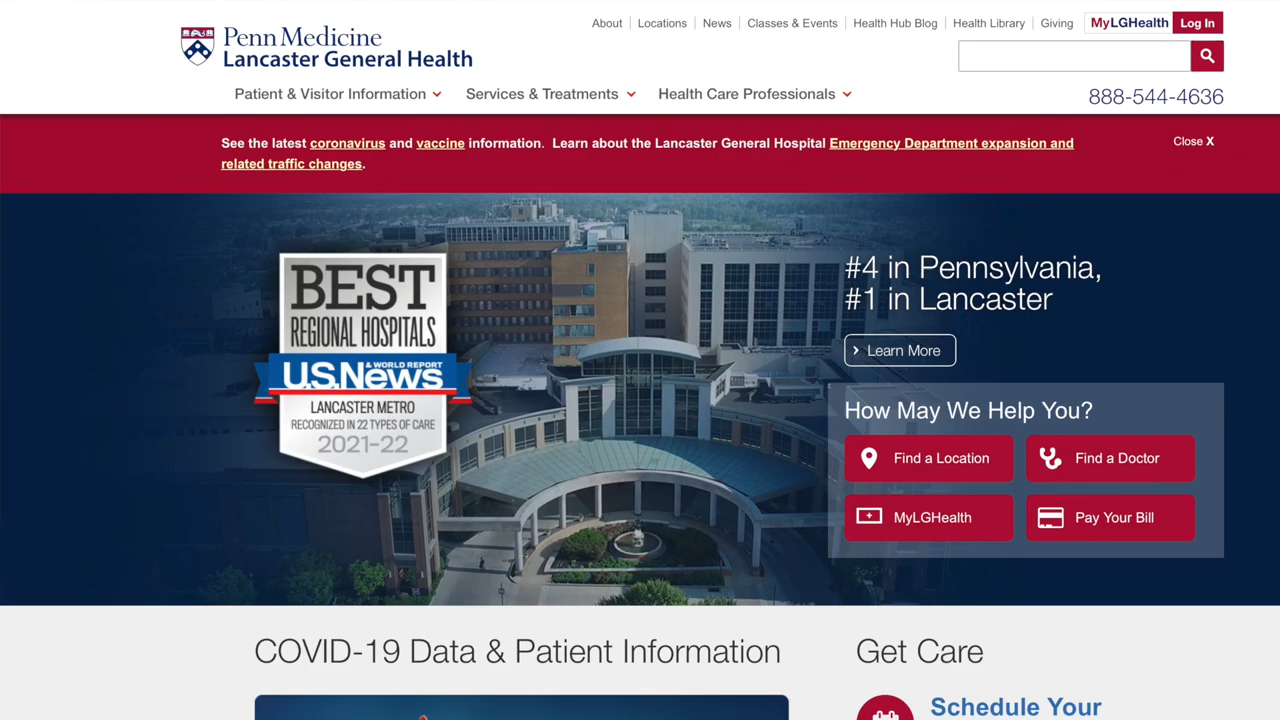 Penn Medicine
Lancaster General Health
About
Locations
News
Classes & Events
Health Hub Blog
Health Library
Giving
MyLGHealth
Log In
Patient & Visitor Information
Services & Treatments
Health Care Professionals
888-544-4636
See the latest coronavirus and vaccine information. Learn about the Lancaster General Hospital Emergency Department expansion and
related traffic changes.
Close X
BEST
REGIONAL HOSPITALS
U.S. News & WORLD REPORT
LANCASTER METRO
RECOGNIZED IN 22 TYPES OF CARE
2021-22
#4 in Pennsylvania,
#1 in Lancaster
Learn More
How May We Help You?
Find a Location
Find a Doctor
MyLGHealth
Pay Your Bill
COVID-19 Data & Patient Information
Get Care
Schedule Your